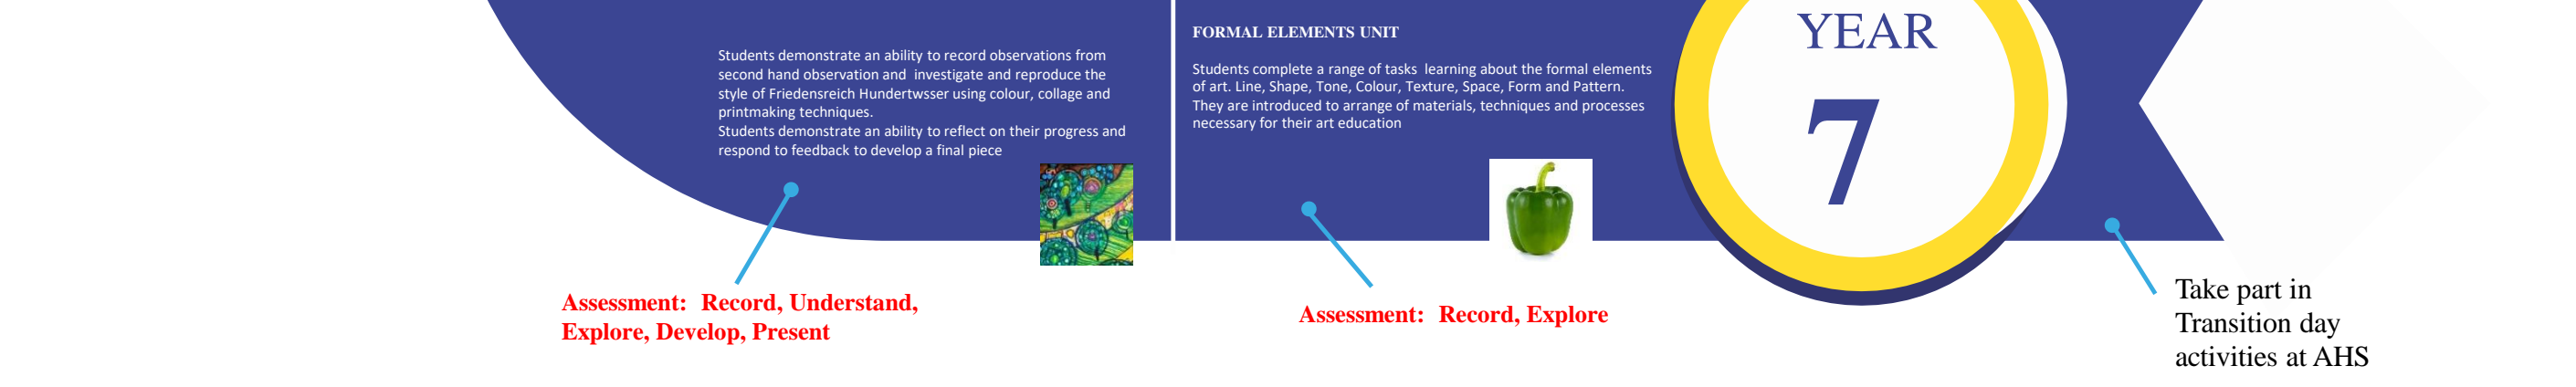 Students demonstrate an ability to record observations from
second hand observation and  investigate and reproduce the
style of Friedensreich Hundertwsser using colour, collage and
printmaking techniques.
Students demonstrate an ability to reflect on their progress and
respond to feedback to develop a final piece
Assessment:  Record, Understand,
Explore, Develop, Present
FORMAL ELEMENTS UNIT
Students complete a range of tasks  learning about the formal elements
of art. Line, Shape, Tone, Colour, Texture, Space, Form and Pattern.
They are introduced to arrange of materials, techniques and processes
necessary for their art education
Assessment:  Record, Explore
YEAR
7
Take part in
Transition day
activities at AHS